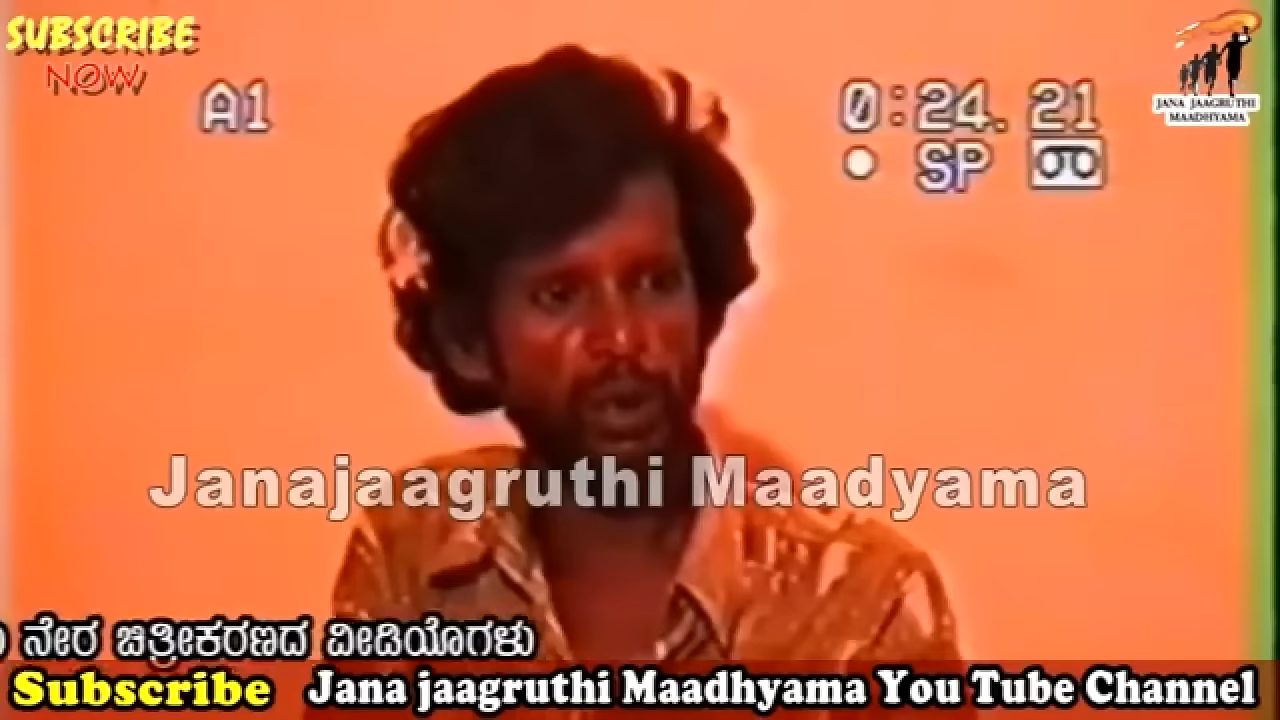 SUBSCRIBE
NOW
A1
0:24.21
SP
JANA JAAGRUTHI
MAADHYAMA
Janajaagruthi Maadyama
ನೇರ ಚಿತ್ರೀಕರಣದ ವೀಡಿಯೊಗಳು
Subscribe Jana jaagruthi Maadhyama You Tube Channel